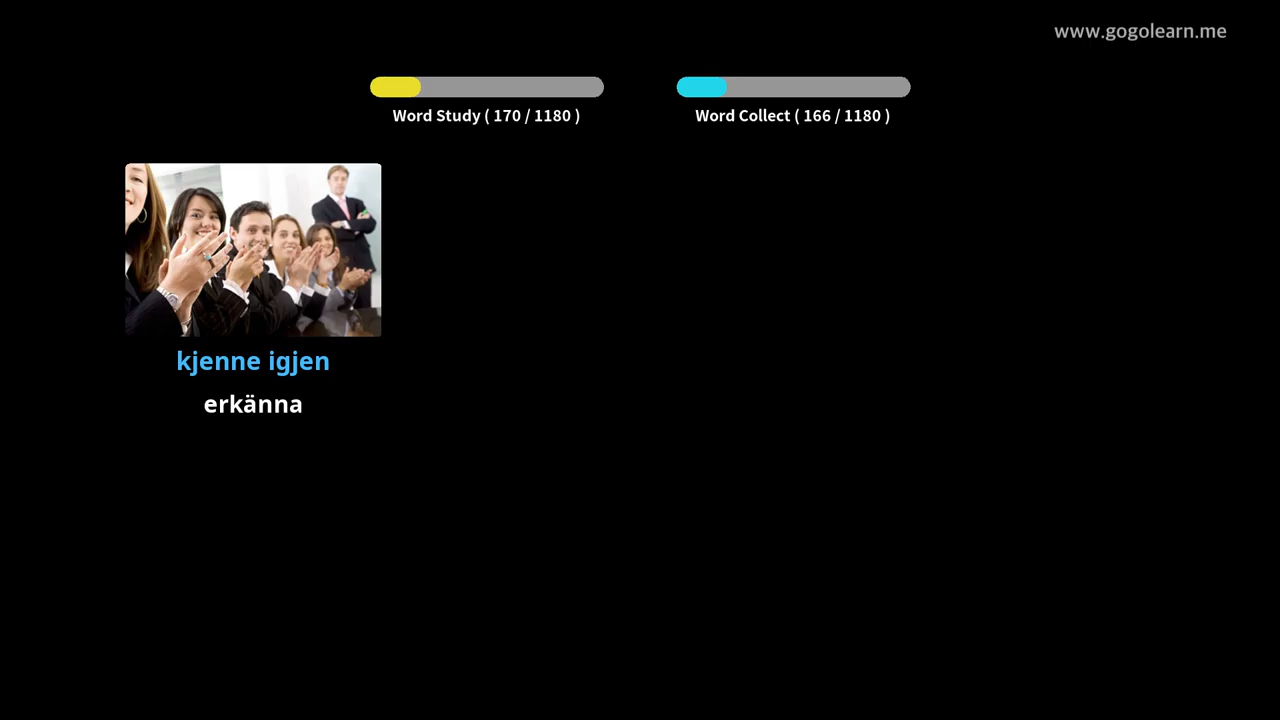 www.gogolearn.me
Word Study ( 170 / 1180 )
Word Collect ( 166 / 1180 )
kjenne igjen
erkänna